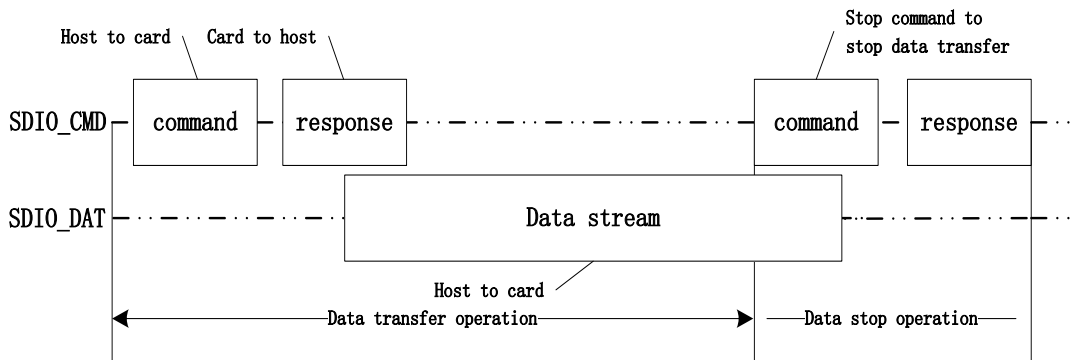 Stop command to
stop data transfer
Host to card
Card to host
SDIO_CMD
command
response
command
response
SDIO_DAT
Data stream
Host to card
Data transfer operation
Data stop operation